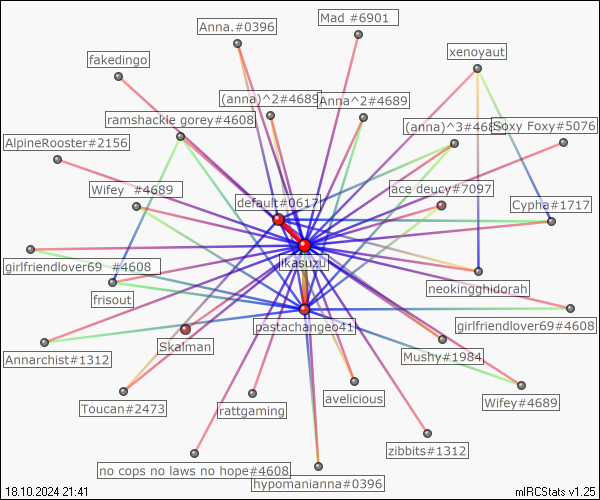 Mad #6901
Anna.#0396
xenoyaut
fakedingo
(anna)^2#4689
Anna^2#4689
ramshackle gorey#4608
(anna)^3#4689
Soxy Foxy#5076
AlpineRooster#2156
Wifey #4689
ace deucy#7097
default#0617
Cypha#1717
girlfriendlover69 #4608
jkasuzu
frisout
neokingghidorah
pastachangeo41
girlfriendlover69#4608
Skalman
Annarchist#1312
Mushy#1984
Toucan#2473
rattgaming
avelicious
Wifey#4689
zibbits#1312
no cops no laws no hope#4608
hypomanianna#0396
18.10.2024 21:41
mIRCStats v1.25